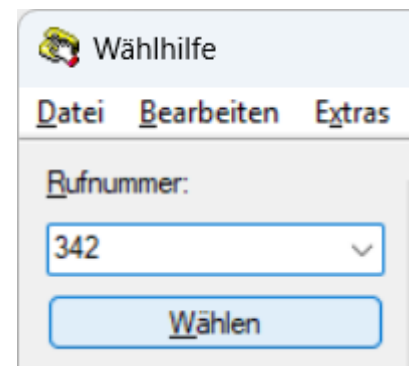 Wählhilfe
Datei Bearbeiten Extras
Rufnummer:
342
Wählen